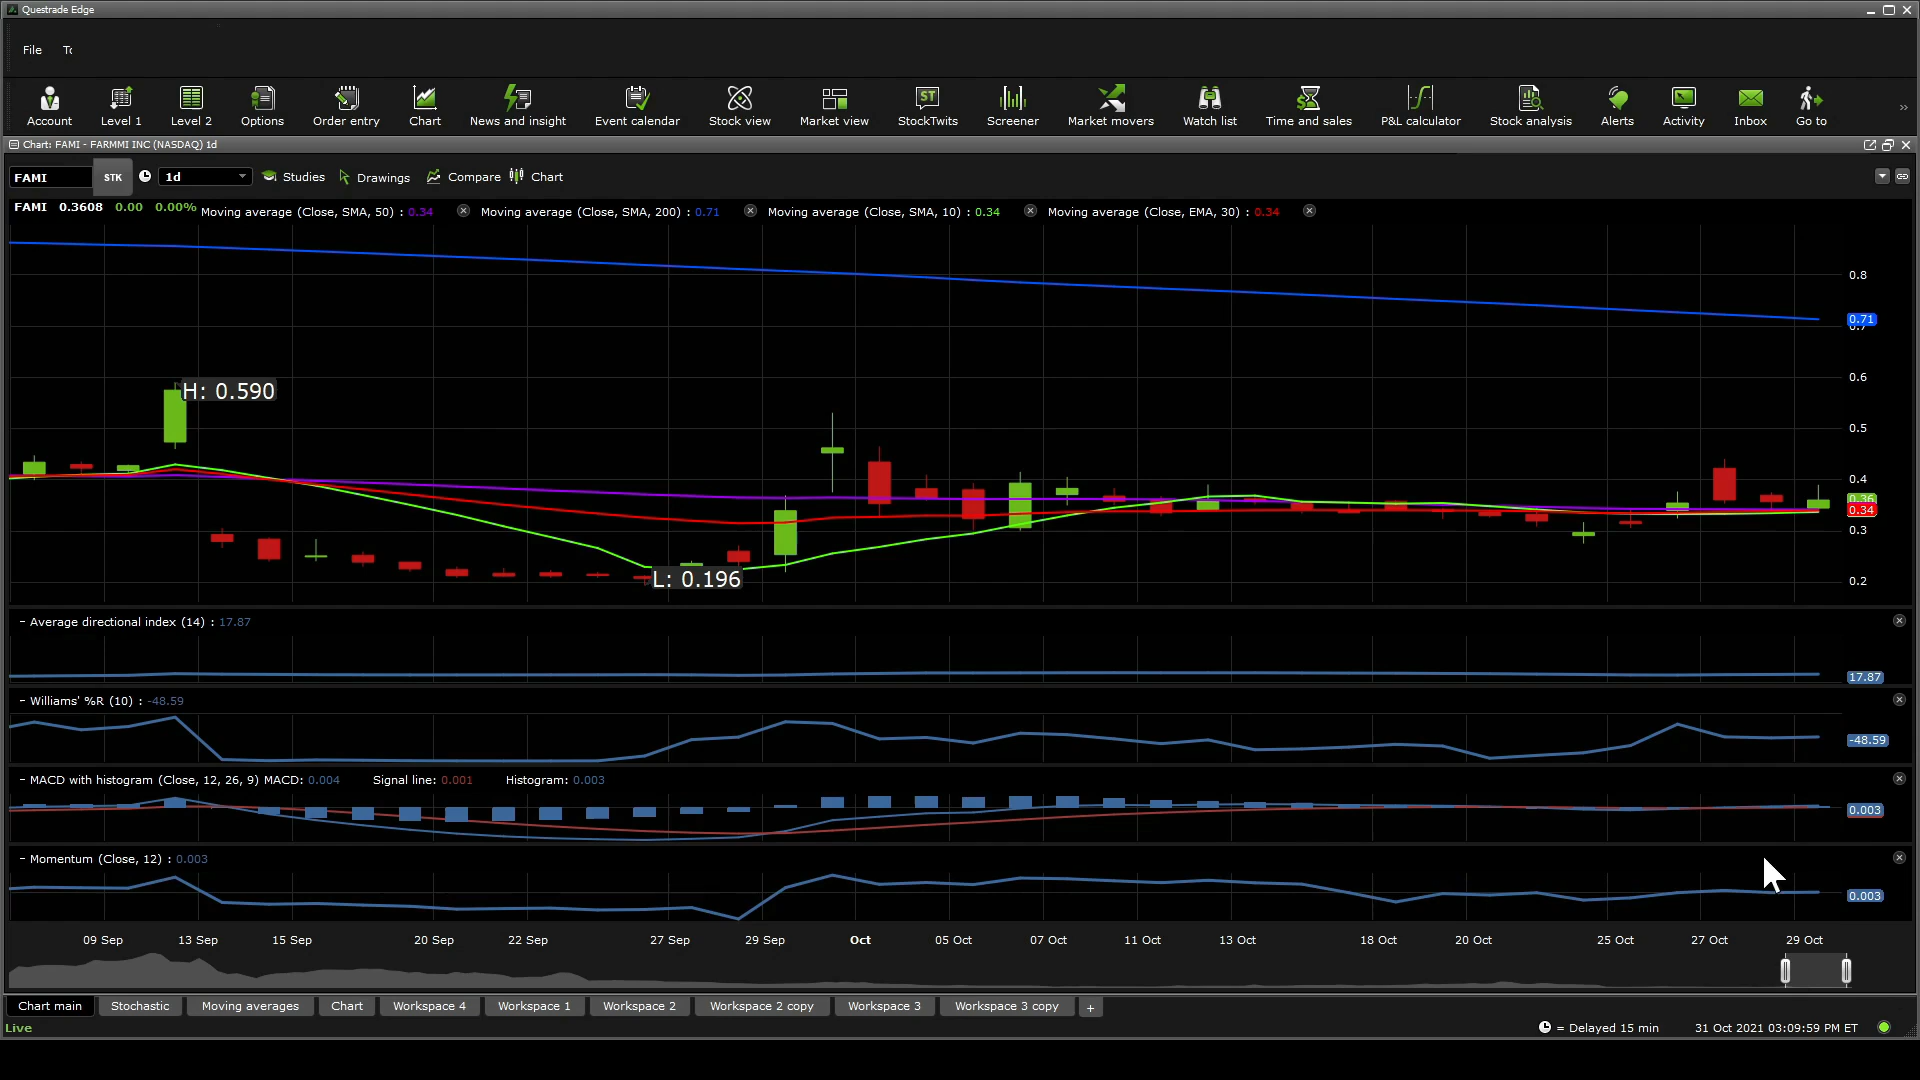 Questrade Edge
File To
Account Level 1 Level 2 Options Order entry Chart News and insight Event calendar Stock view Market view StockTwits Screener Market movers Watch list Time and sales P&L calculator Stock analysis Alerts Activity Inbox Go to
Chart: FAMI - FARMMI INC (NASDAQ) 1d
FAMI STK 1d Studies Drawings Compare Chart
FAMI 0.3608 0.00 0.00% Moving average (Close, SMA, 50) : 0.34 Moving average (Close, SMA, 200) : 0.71 Moving average (Close, SMA, 10) : 0.34 Moving average (Close, EMA, 30) : 0.34
0.8
0.71
0.7
H: 0.590
0.6
0.5
0.4
0.36
0.34
0.3
L: 0.196
0.2
- Average directional index (14) : 17.87
17.87
- Williams' %R (10) : -48.59
-48.59
- MACD with histogram (Close, 12, 26, 9) MACD: 0.004 Signal line: 0.001 Histogram: 0.003
0.003
- Momentum (Close, 12) : 0.003
0.003
09 Sep 13 Sep 15 Sep 20 Sep 22 Sep 27 Sep 29 Sep Oct 05 Oct 07 Oct 11 Oct 13 Oct 18 Oct 20 Oct 25 Oct 27 Oct 29 Oct
Chart main Stochastic Moving averages Chart Workspace 4 Workspace 1 Workspace 2 Workspace 2 copy Workspace 3 Workspace 3 copy +
Live = Delayed 15 min 31 Oct 2021 03:09:59 PM ET